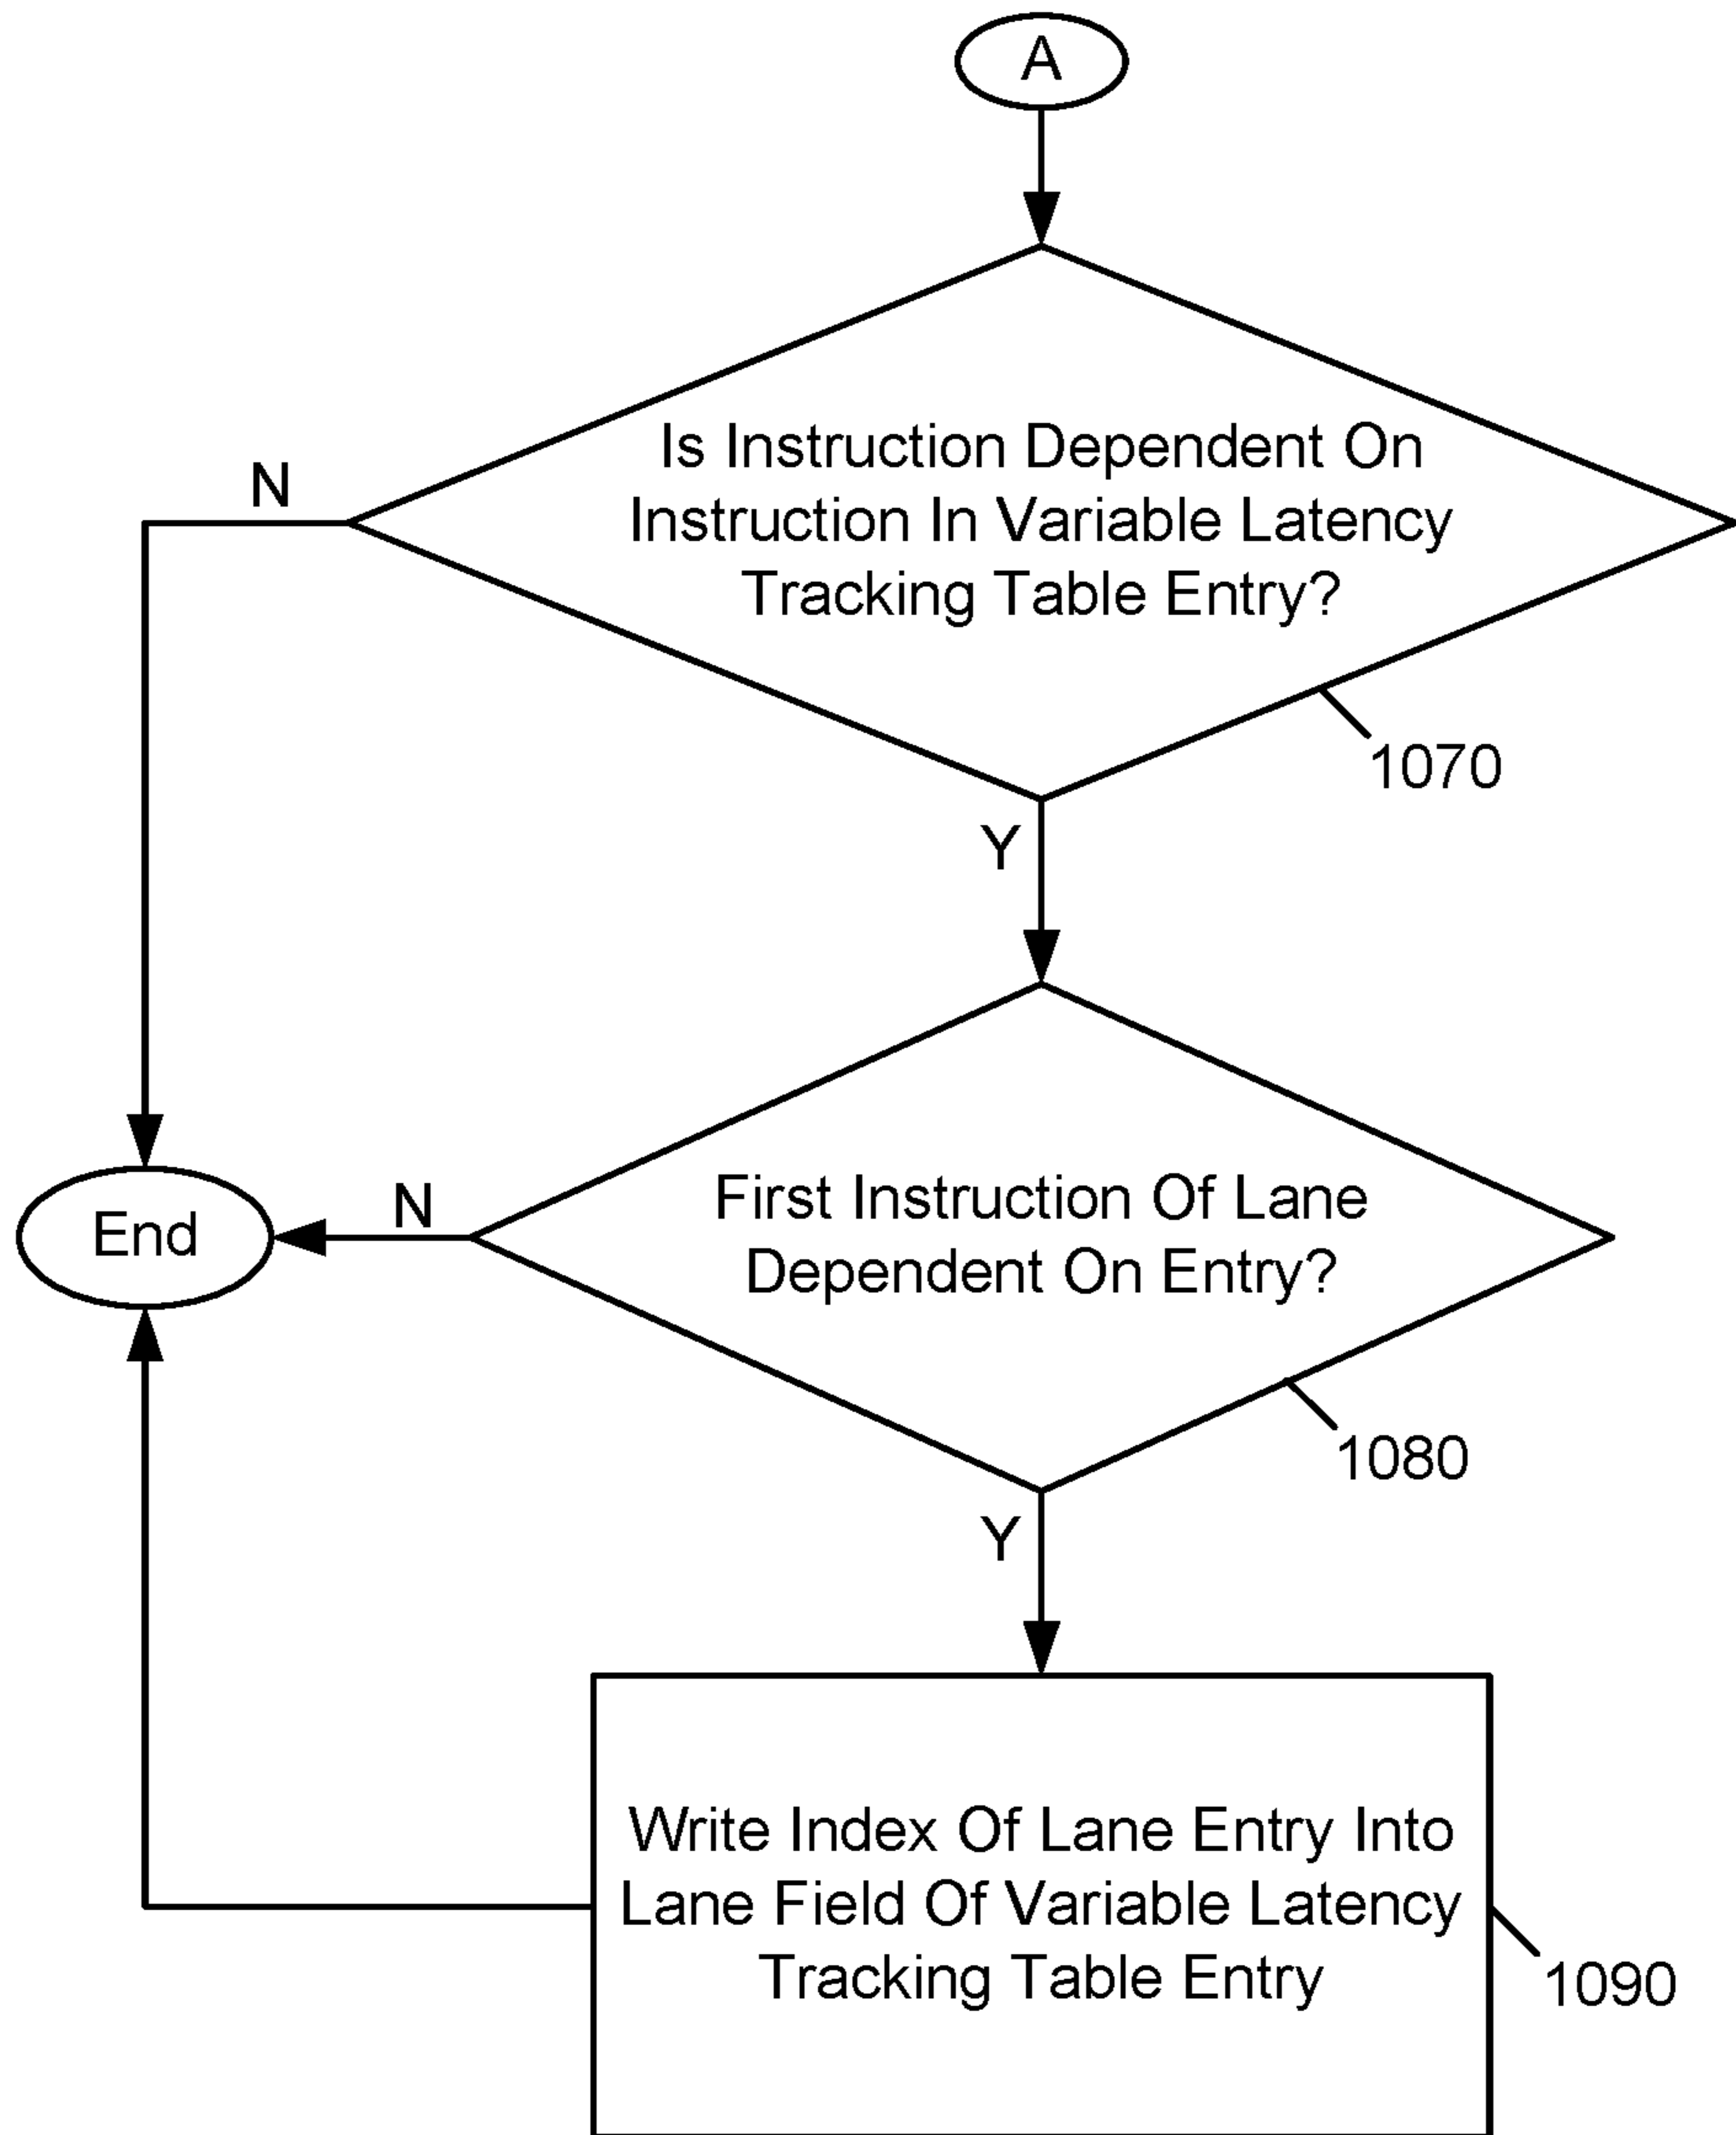 A
Is Instruction Dependent On
Instruction In Variable Latency
Tracking Table Entry?
N
1070
Y
First Instruction Of Lane
Dependent On Entry?
N
End
1080
Y
Write Index Of Lane Entry Into
Lane Field Of Variable Latency
Tracking Table Entry
1090